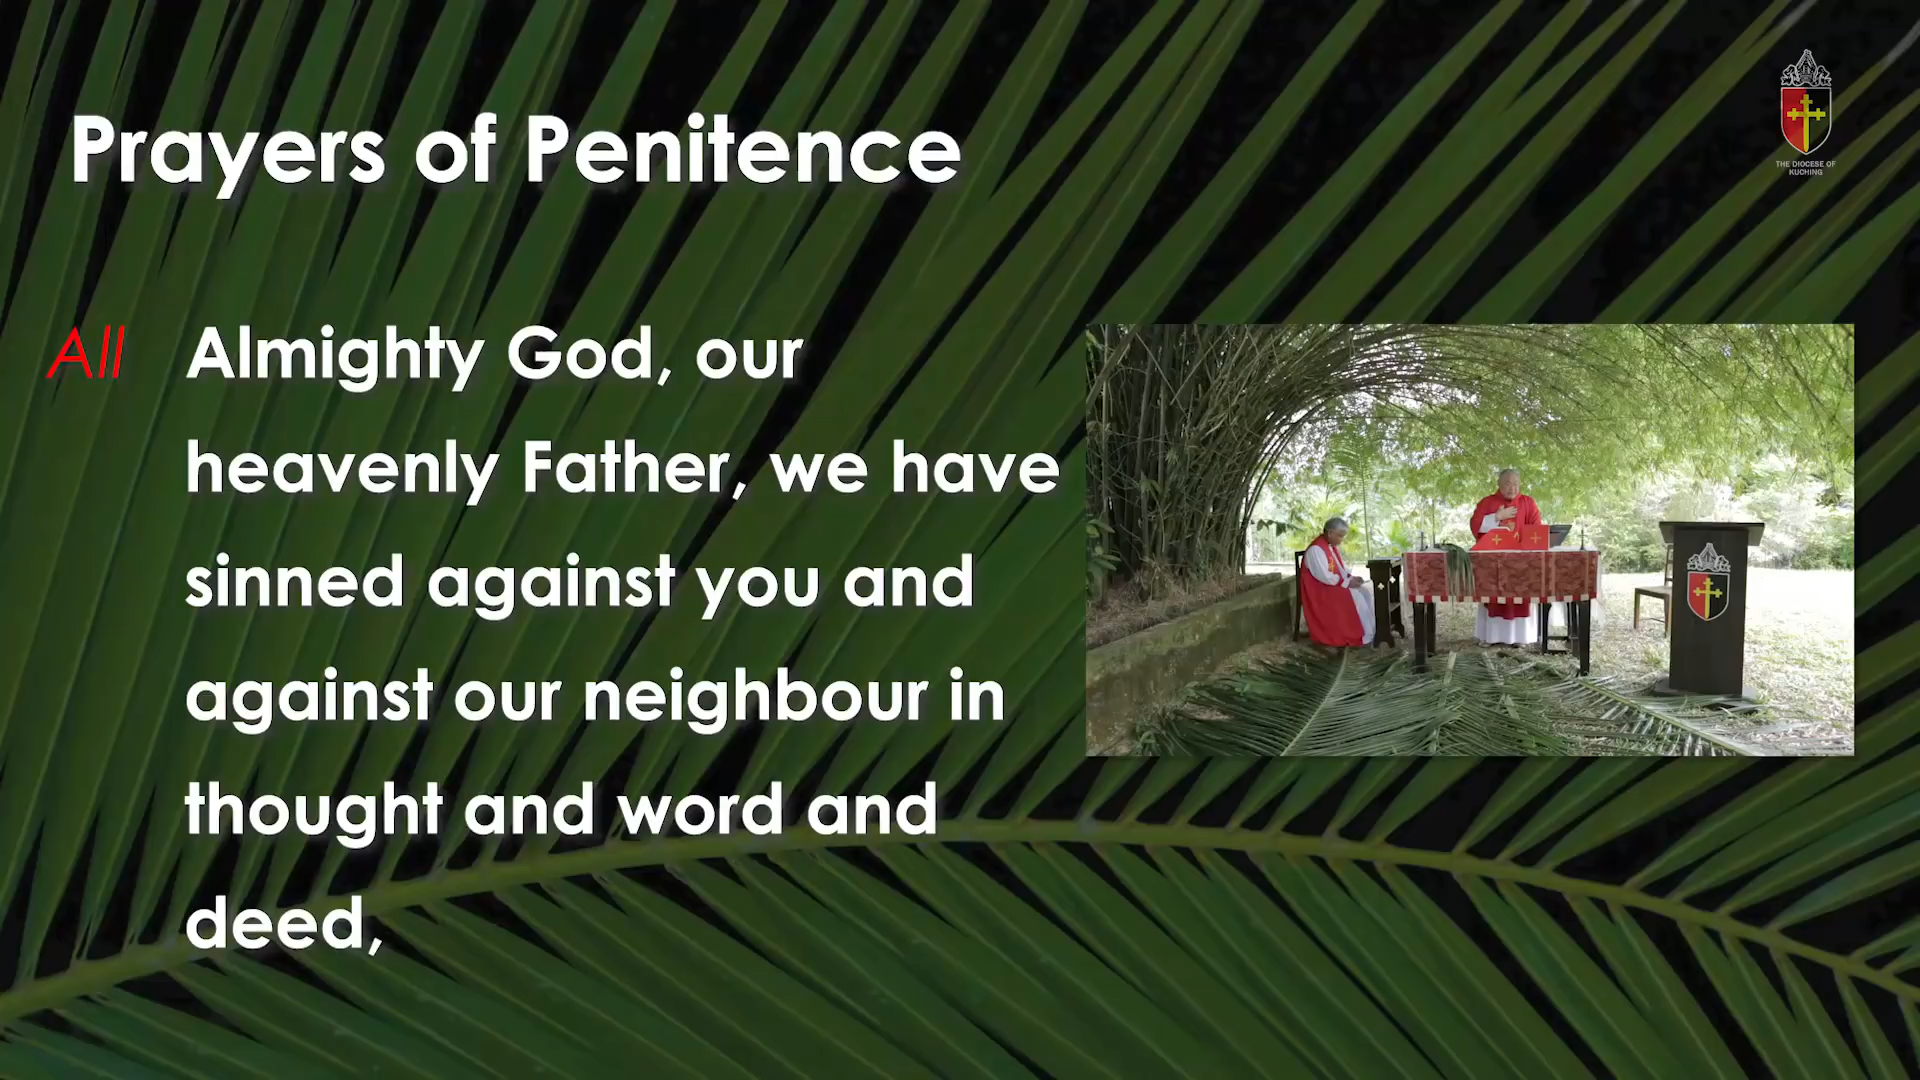 Prayers of Penitence
THE DIOCESE OF
KUCHING
All Almighty God, our
heavenly Father, we have
sinned against you and
against our neighbour in
thought and word and
deed,